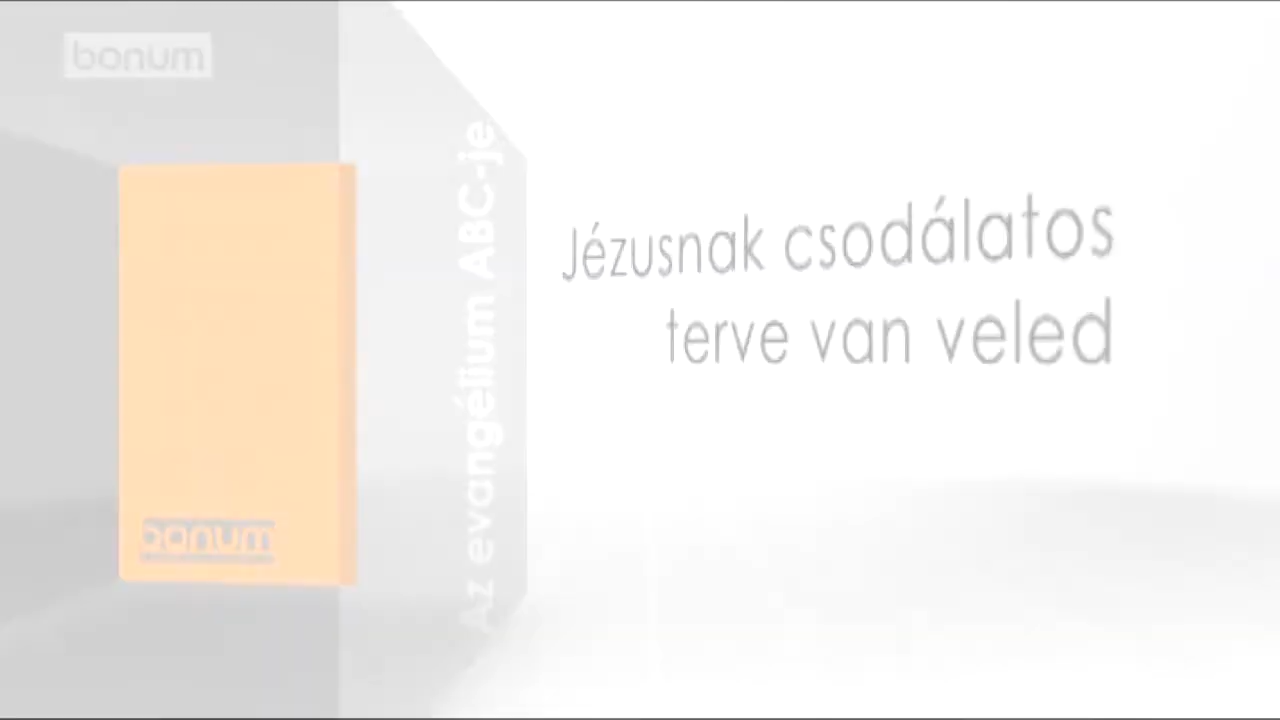 bonum
Az evangélium ABC-je
Jézusnak csodálatos
terve van veled
bonum